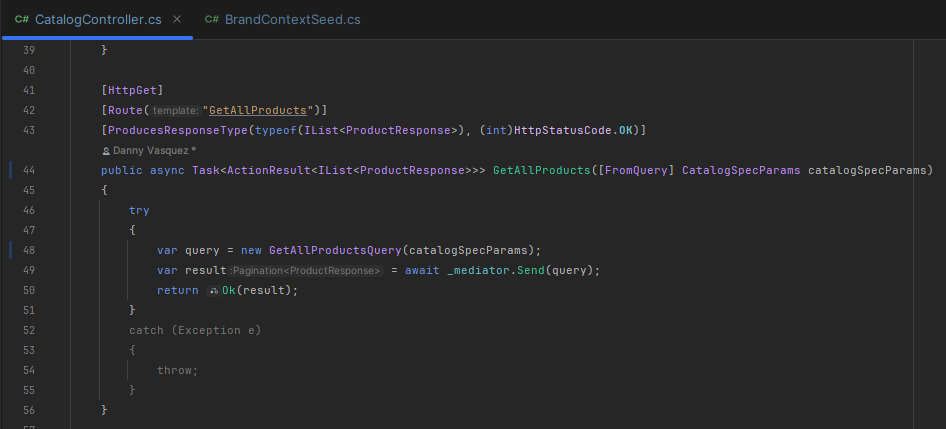 C# CatalogController.cs × C# BrandContextSeed.cs
39 }
40
41 [HttpGet]
42 [Route( template: "GetAllProducts")]
43 [ProducesResponseType(typeof(IList<ProductResponse>), (int)HttpStatusCode.OK)]
Danny Vasquez *
44 public async Task<ActionResult<IList<ProductResponse>>> GetAllProducts([FromQuery] CatalogSpecParams catalogSpecParams)
45 {
46 try
47 {
48 var query = new GetAllProductsQuery(catalogSpecParams);
49 var result :Pagination<ProductResponse> = await _mediator.Send(query);
50 return Ok(result);
51 }
52 catch (Exception e)
53 {
54 throw;
55 }
56 }